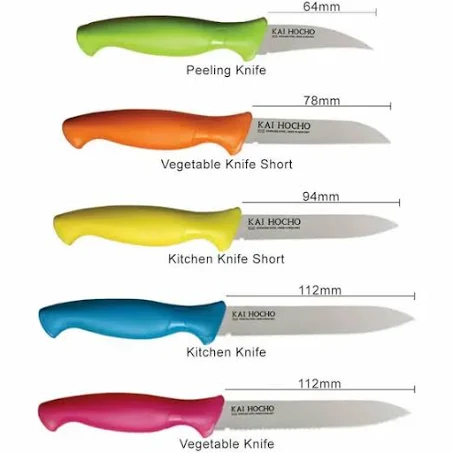 64mm
KAI HOCHO
Peeling Knife
78mm
KAI HOCHO
Vegetable Knife Short
94mm
KAI HOCHO
Kitchen Knife Short
112mm
KAI HOCHO
Kitchen Knife
112mm
KAI HOCHO
Vegetable Knife